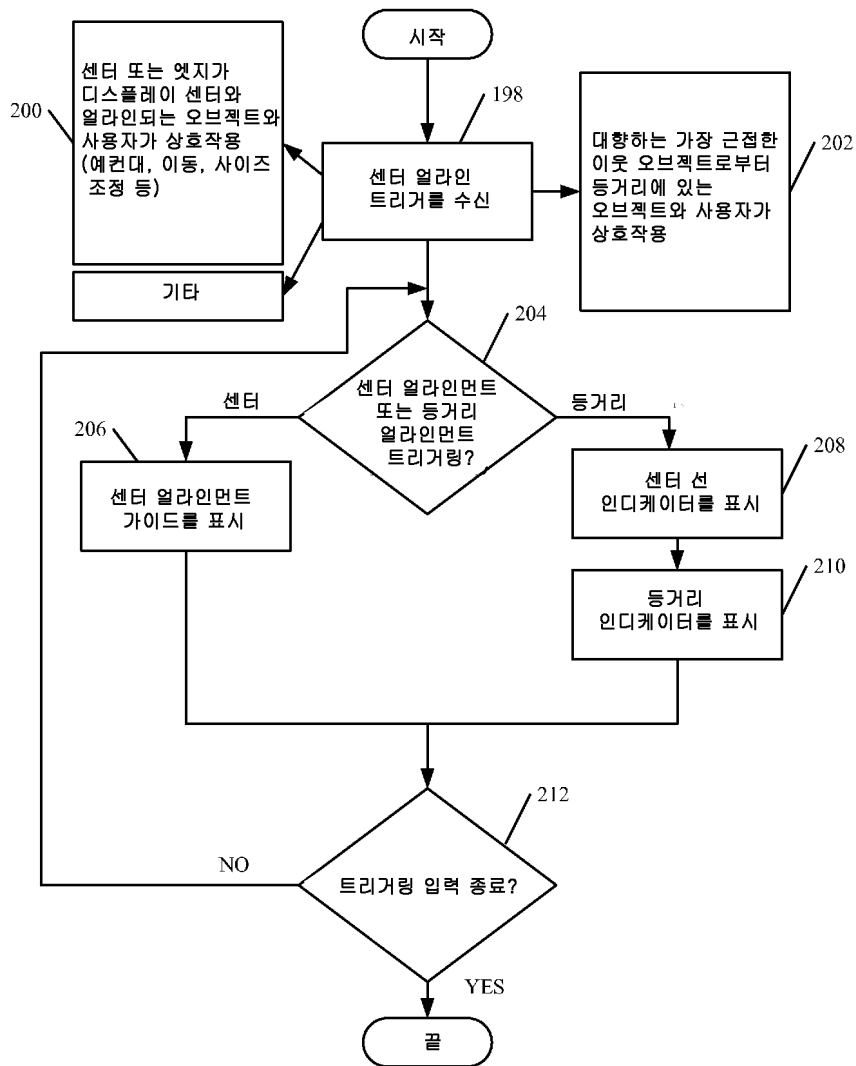 시작
200
센터 또는 엣지가
디스플레이 센터와
얼라인되는 오브젝트와
사용자가 상호작용
(예컨대, 이동, 사이즈
조정 등)
198
센터 얼라인
트리거를 수신
대향하는 가장 근접한
이웃 오브젝트로부터
등거리에 있는
오브젝트와 사용자가
상호작용
202
기타
204
센터 얼라인먼트
또는 등거리
얼라인먼트
트리거링?
센터
등거리
206
센터 얼라인먼트
가이드를 표시
센터 선
인디케이터를 표시
208
등거리
인디케이터를 표시
210
212
트리거링 입력 종료?
NO
YES
끝